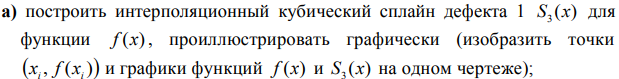 а) построить интерполяционный кубический сплайн дефекта 1 S₃(x) для
функции f(x), проиллюстрировать графически (изобразить точки
(xᵢ, f(xᵢ)) и графики функций f(x) и S₃(x) на одном чертеже);